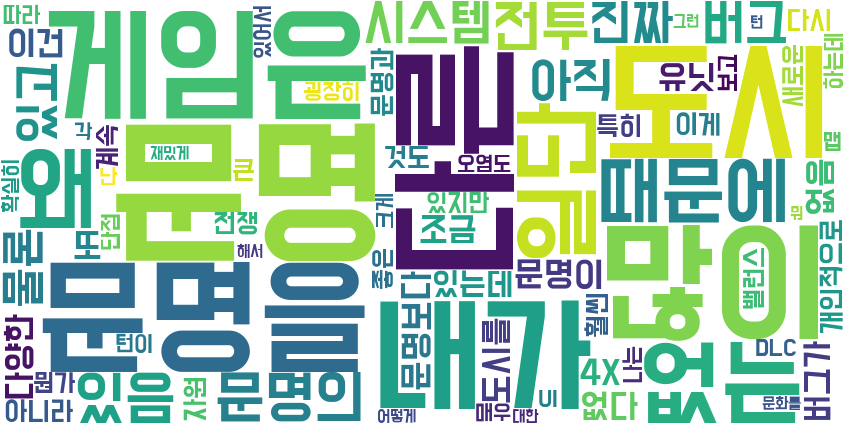 따라
이건
있어서
시스템
전투
진짜
그런
버그
턴
다시
게임은
굉장히
문명과
아직
유닛
보고
새로운
하는데
있고
왜
각
계속
다
재밌게
큰
문명
다른
일단
도시
특히
이게
맵
확실히
것도
오염도
때문에
없음
단점
또
전쟁
해서
크게
있지만
조금
물론
문명을
좋은
문명보다
있는데
문명이
너무
많이
밸런스
개인적으로
훨씬
다양한
턴이
뭔가
있음
자원
문명의
내가
도시를
4X
나는
없는
DLC
버그가
아니라
어떻게
매우
대한
UI
없다
문화를